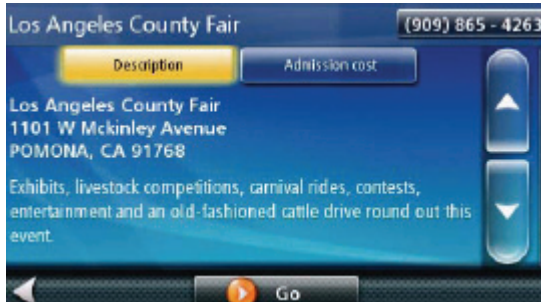 Los Angeles County Fair
(909) 865 - 4263
Description
Admission cost
Los Angeles County Fair
1101 W Mckinley Avenue
POMONA, CA 91768
Exhibits, livestock competitions, carnival rides, contests,
entertainment and an old-fashioned cattle drive round out this
event.
Go